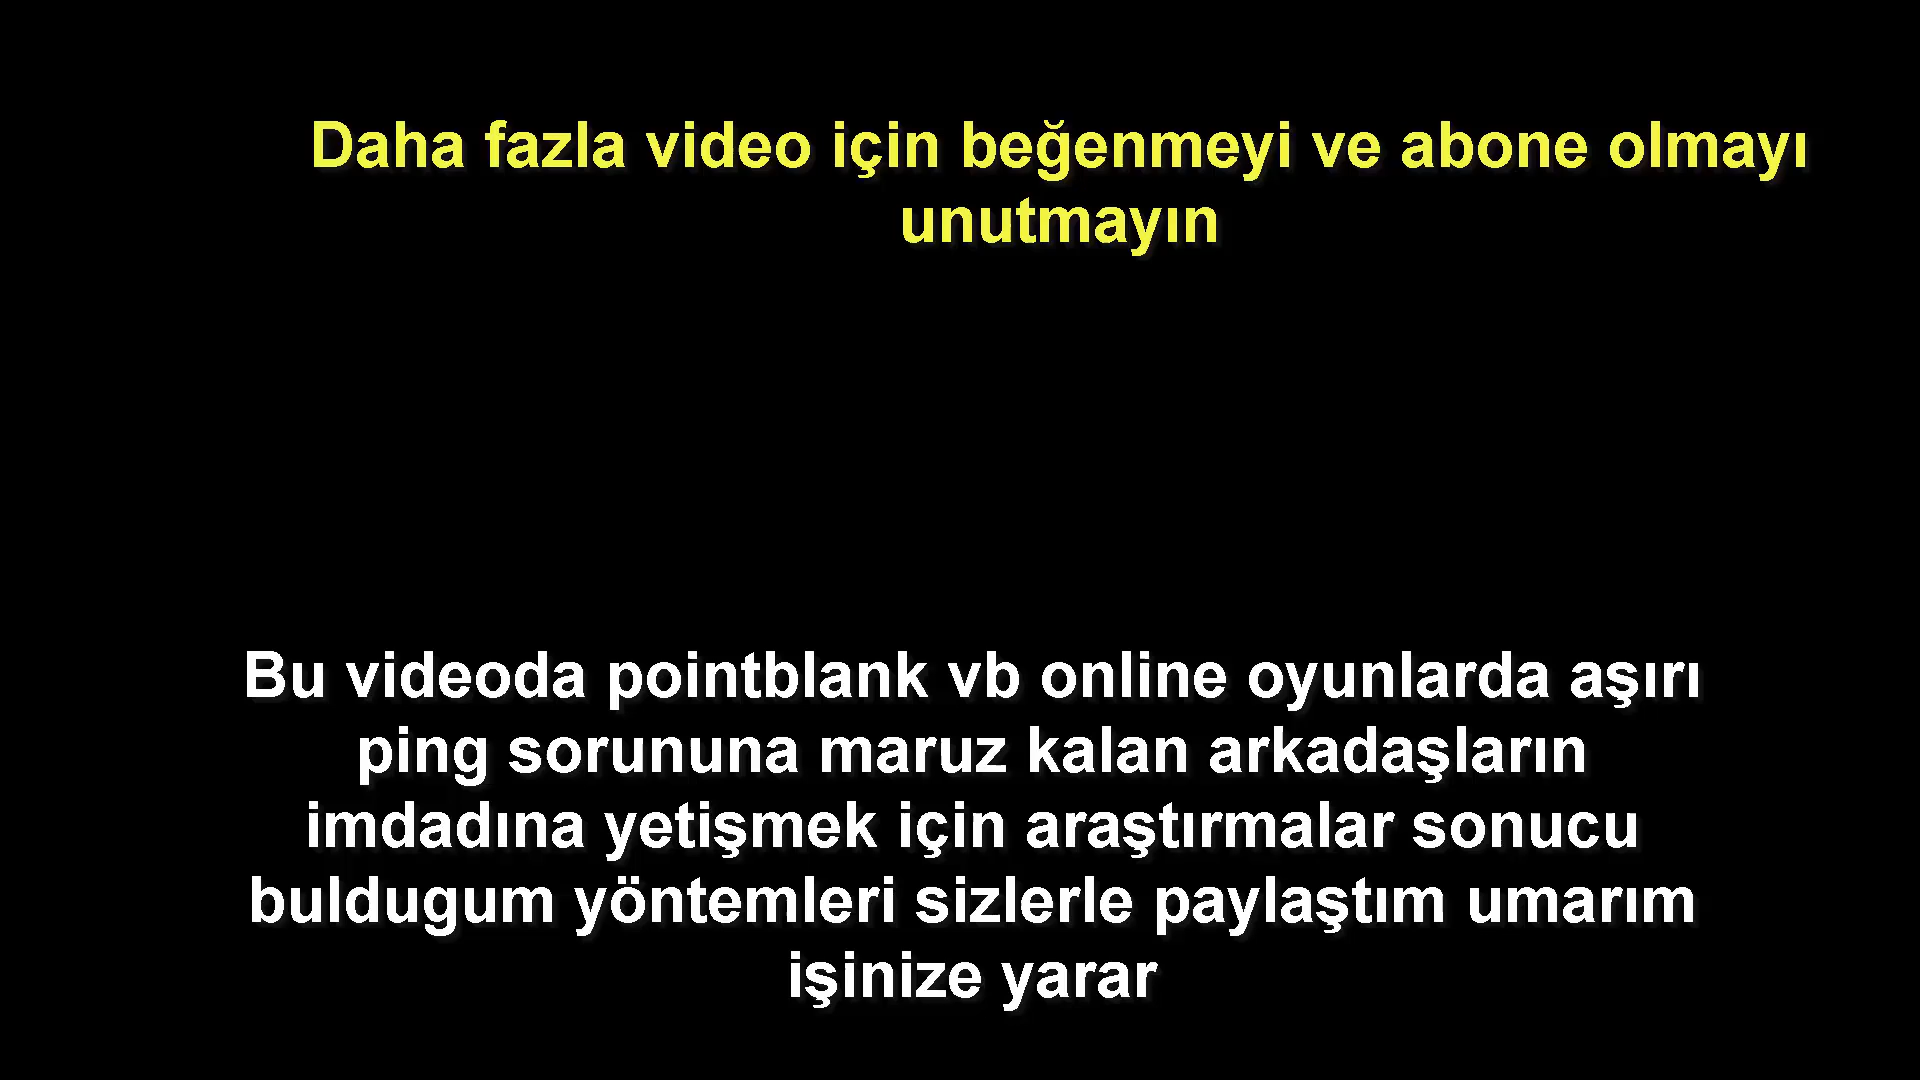 Daha fazla video için beğenmeyi ve abone olmayı
unutmayın
Bu videoda pointblank vb online oyunlarda aşırı
ping sorununa maruz kalan arkadaşların
imdadına yetişmek için araştırmalar sonucu
buldugum yöntemleri sizlerle paylaştım umarım
işinize yarar